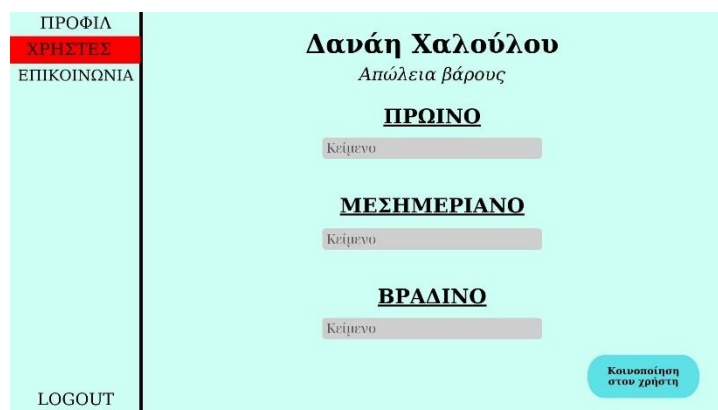 ΠΡΟΦΙΛ
ΧΡΗΣΤΕΣ
ΕΠΙΚΟΙΝΩΝΙΑ
LOGOUT
Δανάη Χαλούλου
Απώλεια βάρους
ΠΡΩΙΝΟ
Κείμενο
ΜΕΣΗΜΕΡΙΑΝΟ
Κείμενο
ΒΡΑΔΙΝΟ
Κείμενο
Κοινοποίηση
στον χρήστη